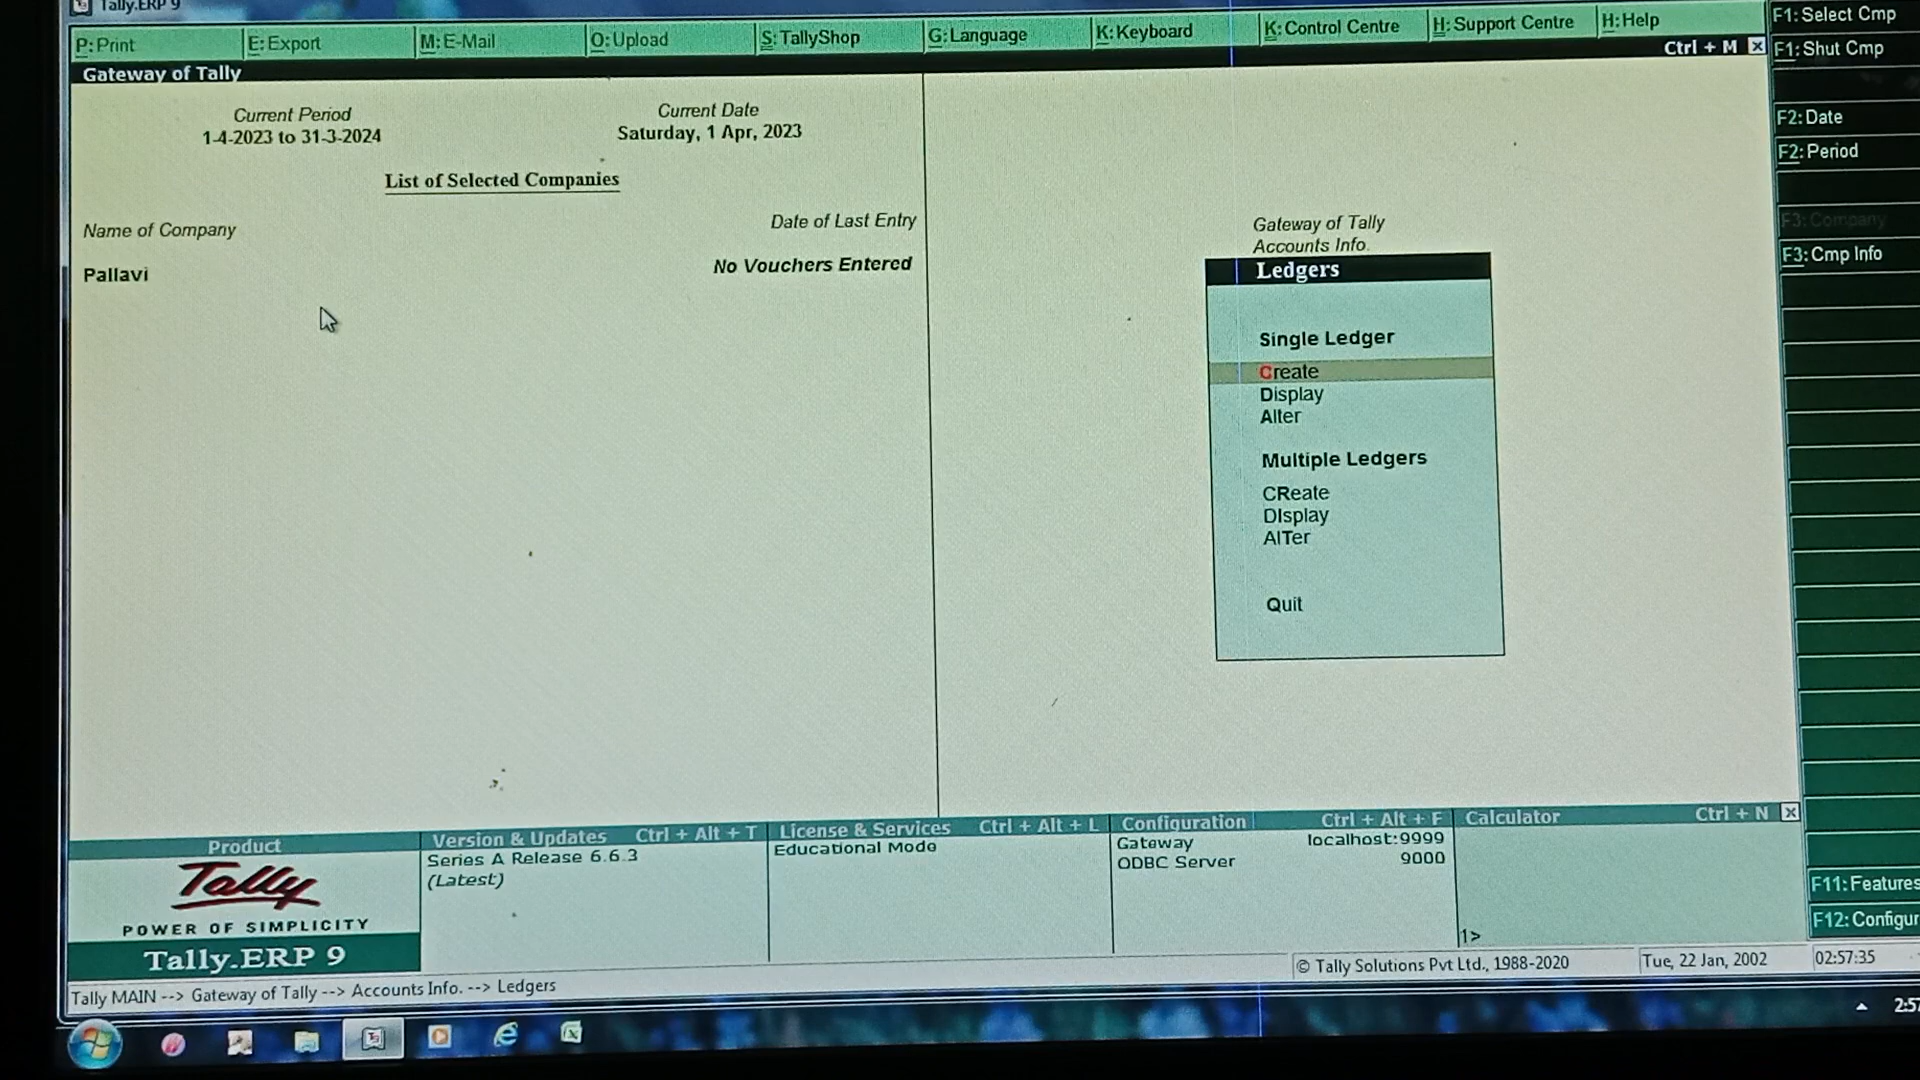 Tally.ERP 9
P: Print E: Export M: E-Mail O: Upload S: TallyShop G: Language K: Keyboard K: Control Centre H: Support Centre H: Help
Gateway of Tally Ctrl + M
Current Period Current Date
1-4-2023 to 31-3-2024 Saturday, 1 Apr, 2023
List of Selected Companies
Name of Company Date of Last Entry
Pallavi No Vouchers Entered
Gateway of Tally
Accounts Info.
Ledgers
Single Ledger
Create
Display
Alter
Multiple Ledgers
CReate
DIsplay
AlTer
Quit
F1: Select Cmp
F1: Shut Cmp
F2: Date
F2: Period
F3: Company
F3: Cmp Info
F11: Features
F12: Configur
Product
Tally
POWER OF SIMPLICITY
Tally.ERP 9
Version & Updates Ctrl + Alt + T
Series A Release 6.6.3
(Latest)
License & Services Ctrl + Alt + L
Educational Mode
Configuration Ctrl + Alt + F
Gateway localhost:9999
ODBC Server 9000
Calculator Ctrl + N
1>
© Tally Solutions Pvt Ltd., 1988-2020 Tue, 22 Jan, 2002 02:57:35
Tally MAIN --> Gateway of Tally --> Accounts Info. --> Ledgers